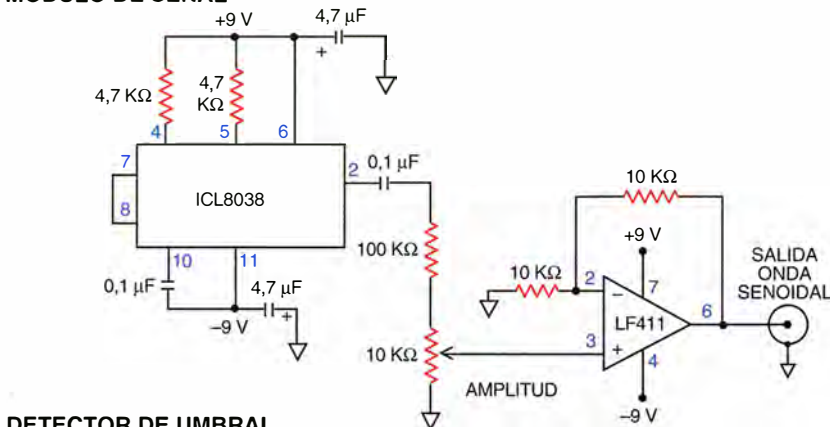 MÓDULO DE SEÑAL
+9 V
4,7 µF
+
4,7 KΩ
4,7
KΩ
4
5
6
7
8
ICL8038
2
0,1 µF
10
11
0,1 µF
4,7 µF
+
–9 V
100 KΩ
10 KΩ
AMPLITUD
10 KΩ
10 KΩ
+9 V
2
–
7
LF411
3
+
4
6
–9 V
SALIDA
ONDA
SENOIDAL
DETECTOR DE UMBRAL